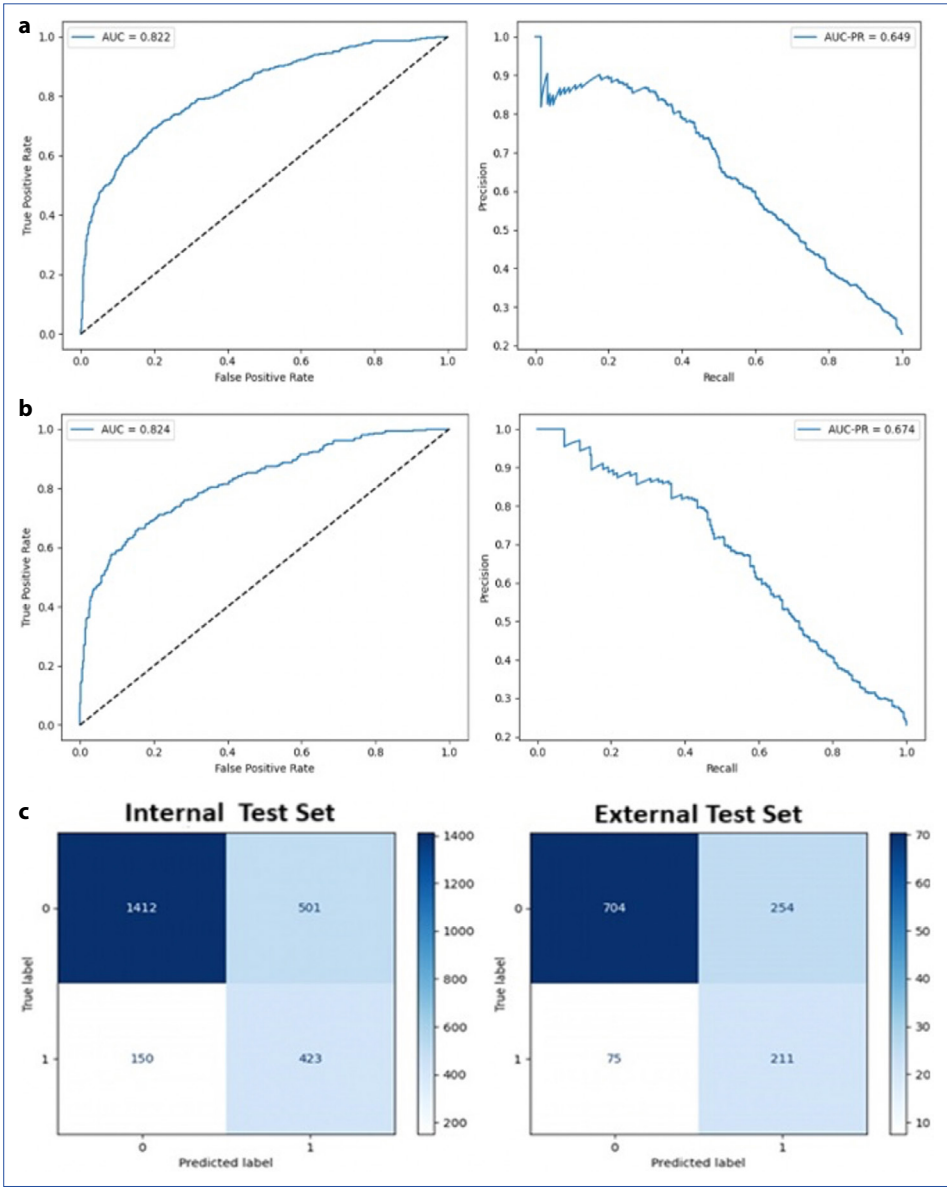 a
AUC = 0.822
1.0
0.8
0.6
0.4
0.2
0.0
True Positive Rate
0.0 0.2 0.4 0.6 0.8 1.0
False Positive Rate
AUC-PR = 0.649
1.0
0.9
0.8
0.7
0.6
0.5
0.4
0.3
0.2
Precision
0.0 0.2 0.4 0.6 0.8 1.0
Recall
b
AUC = 0.824
1.0
0.8
0.6
0.4
0.2
0.0
True Positive Rate
0.0 0.2 0.4 0.6 0.8 1.0
False Positive Rate
AUC-PR = 0.674
1.0
0.9
0.8
0.7
0.6
0.5
0.4
0.3
0.2
Precision
0.0 0.2 0.4 0.6 0.8 1.0
Recall
c
Internal Test Set
0
1412 501
1
150 423
True label
0 1
Predicted label
1400
1200
1000
800
600
400
200
External Test Set
0
704 254
1
75 211
True label
0 1
Predicted label
70
60
50
40
30
20
10